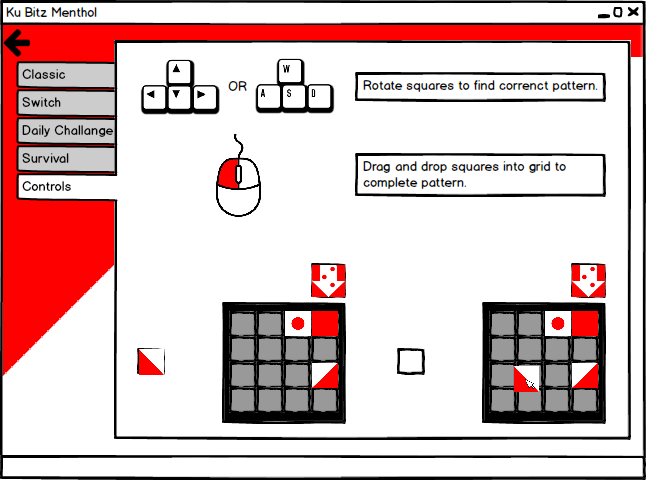 Ku Bitz Menthol
Classic
Switch
Daily Challange
Survival
Controls
OR
W
A S D
Rotate squares to find correnct pattern.
Drag and drop squares into grid to
complete pattern.